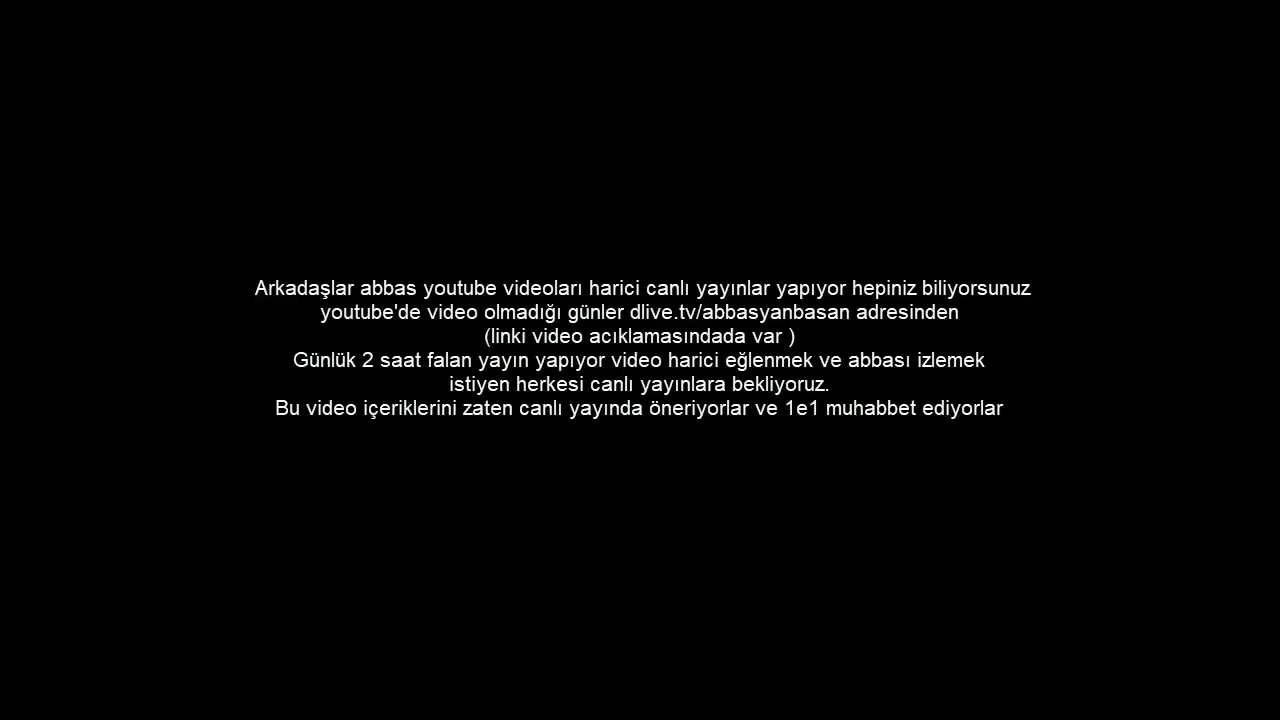 Arkadaşlar abbas youtube videoları harici canlı yayınlar yapıyor hepiniz biliyorsunuz
youtube'de video olmadığı günler dlive.tv/abbasyanbasan adresinden
(linki video acıklamasındada var )
Günlük 2 saat falan yayın yapıyor video harici eğlenmek ve abbası izlemek
istiyen herkesi canlı yayınlara bekliyoruz.
Bu video içeriklerini zaten canlı yayında öneriyorlar ve 1e1 muhabbet ediyorlar